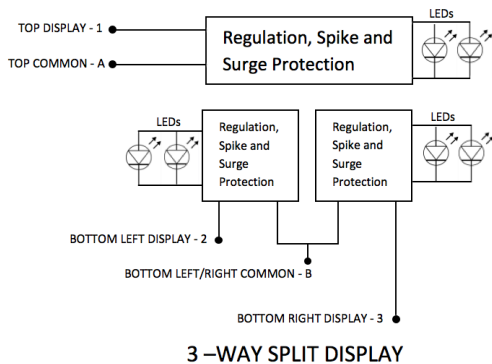 TOP DISPLAY - 1
TOP COMMON - A
Regulation, Spike and
Surge Protection
LEDs
LEDs
Regulation,
Spike and
Surge
Protection
Regulation,
Spike and
Surge
Protection
LEDs
BOTTOM LEFT DISPLAY - 2
BOTTOM LEFT/RIGHT COMMON - B
BOTTOM RIGHT DISPLAY - 3
3 –WAY SPLIT DISPLAY